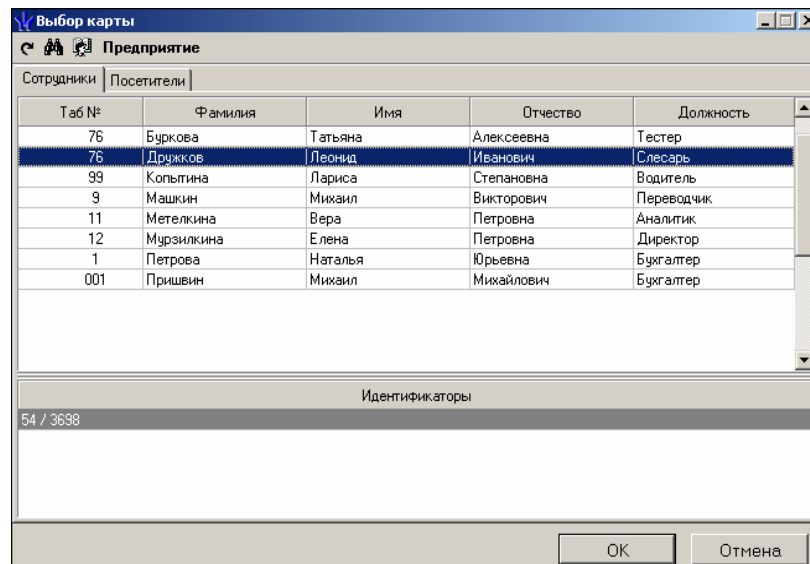 Выбор карты
Предприятие
Сотрудники Посетители
Таб № Фамилия Имя Отчество Должность
76 Буркова Татьяна Алексеевна Тестер
76 Дружков Леонид Иванович Слесарь
99 Копытина Лариса Степановна Водитель
9 Машкин Михаил Викторович Переводчик
11 Метелкина Вера Петровна Аналитик
12 Мурзилкина Елена Петровна Директор
1 Петрова Наталья Юрьевна Бухгалтер
001 Пришвин Михаил Михайлович Бухгалтер
Идентификаторы
54 / 3698
OK Отмена